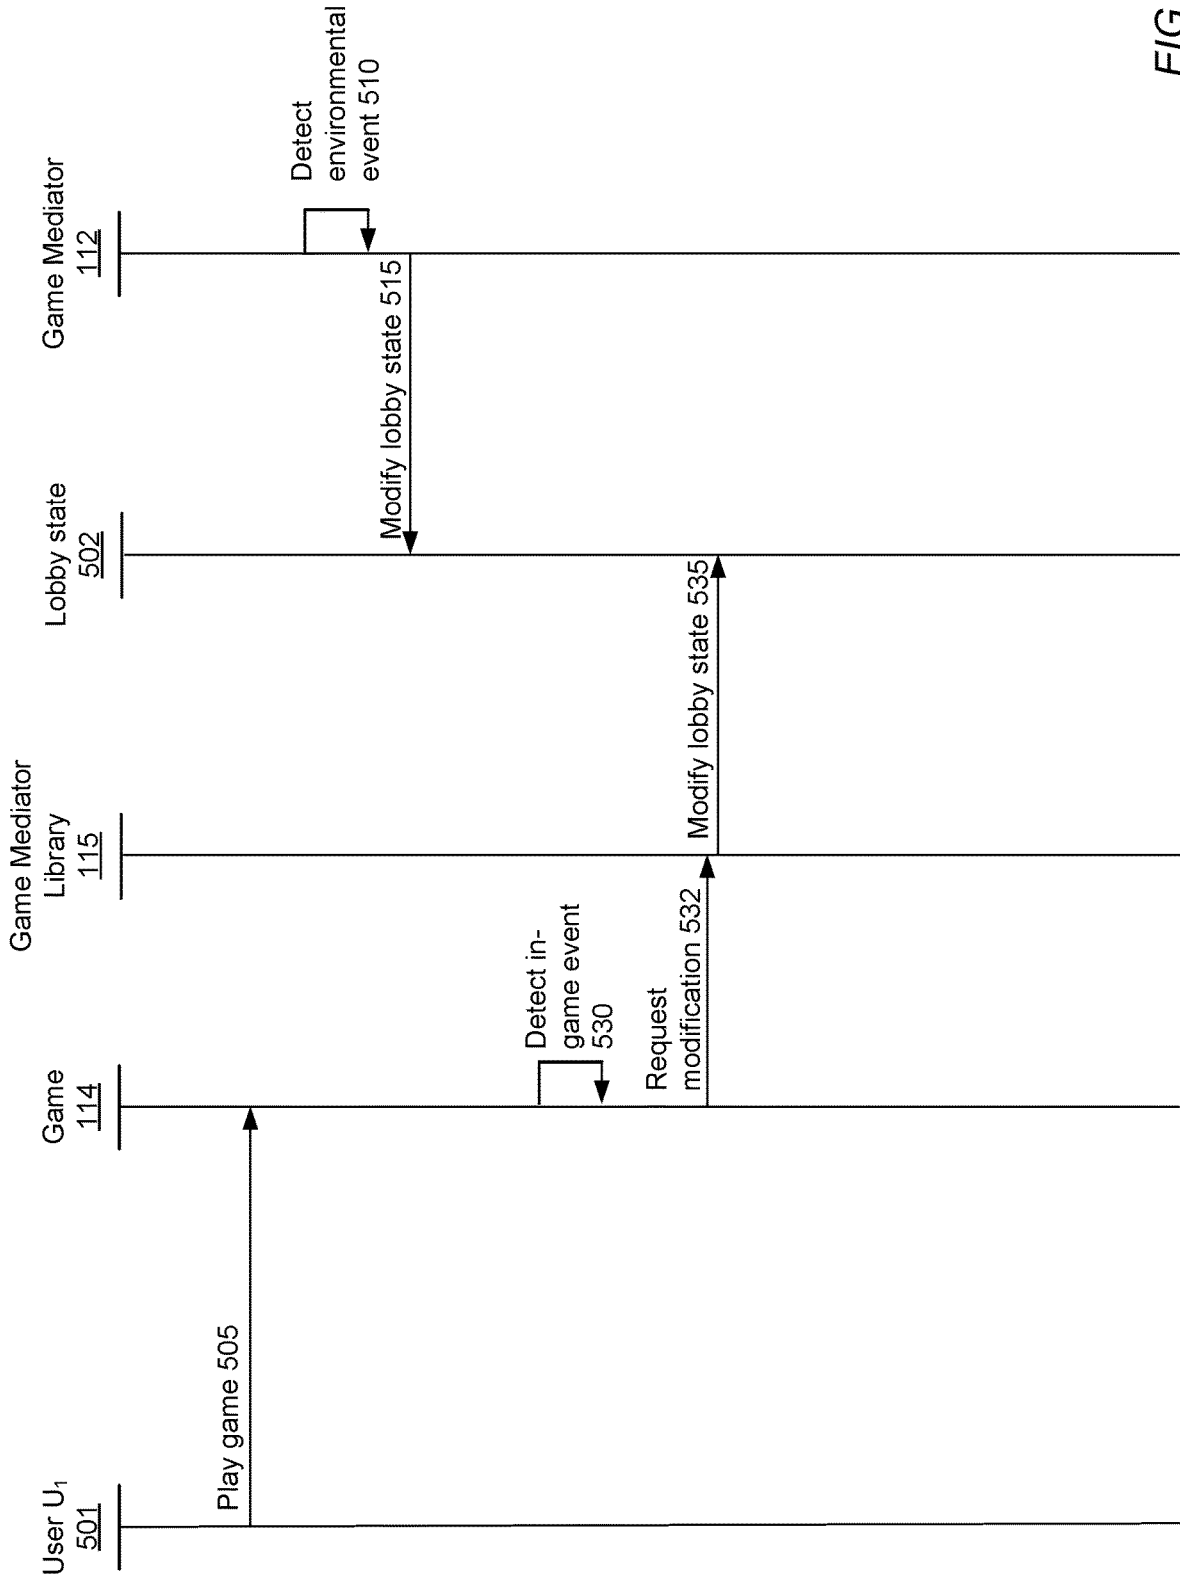 User U₁
501
Game
114
Game Mediator
Library
115
Lobby state
502
Game Mediator
112
Play game 505
Detect
environmental
event 510
Modify lobby state 515
Detect in-
game event
530
Request
modification 532
Modify lobby state 535
FIG